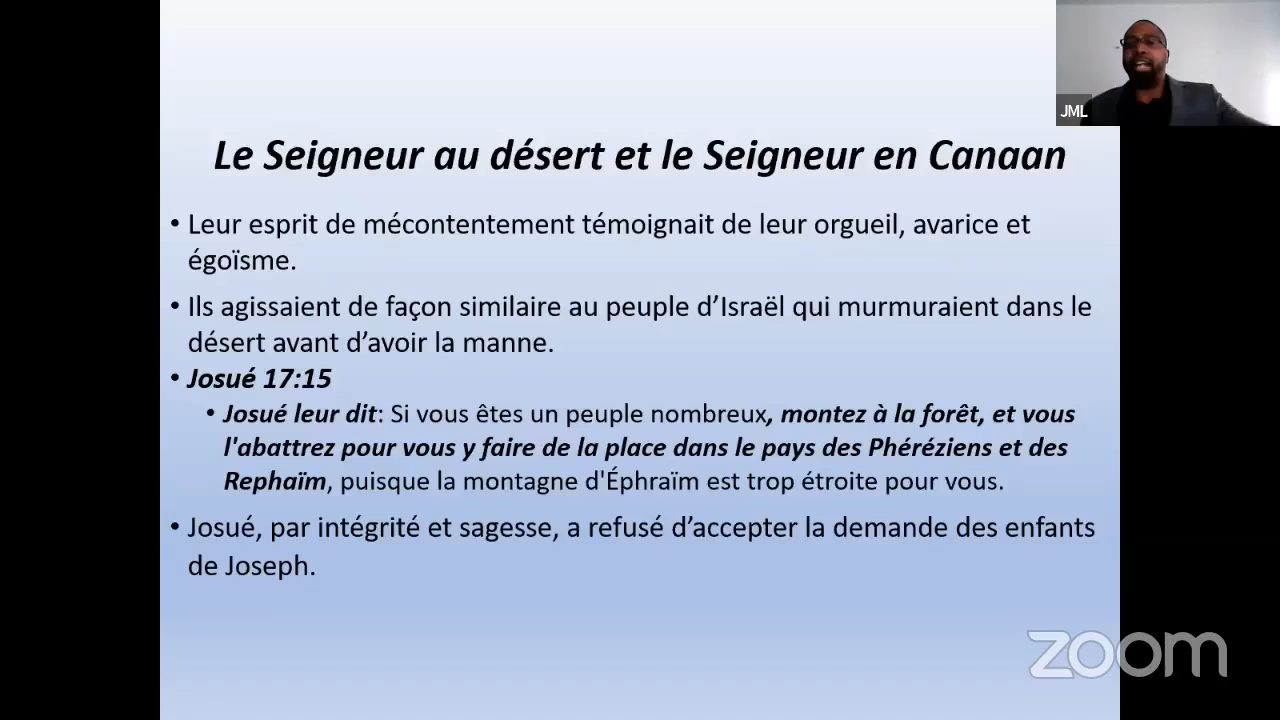 JML
Le Seigneur au désert et le Seigneur en Canaan
• Leur esprit de mécontentement témoignait de leur orgueil, avarice et
égoïsme.
• Ils agissaient de façon similaire au peuple d’Israël qui murmuraient dans le
désert avant d’avoir la manne.
• Josué 17:15
• Josué leur dit: Si vous êtes un peuple nombreux, montez à la forêt, et vous
l'abattrez pour vous y faire de la place dans le pays des Phéréziens et des
Rephaïm, puisque la montagne d'Éphraïm est trop étroite pour vous.
• Josué, par intégrité et sagesse, a refusé d’accepter la demande des enfants
de Joseph.
zoom